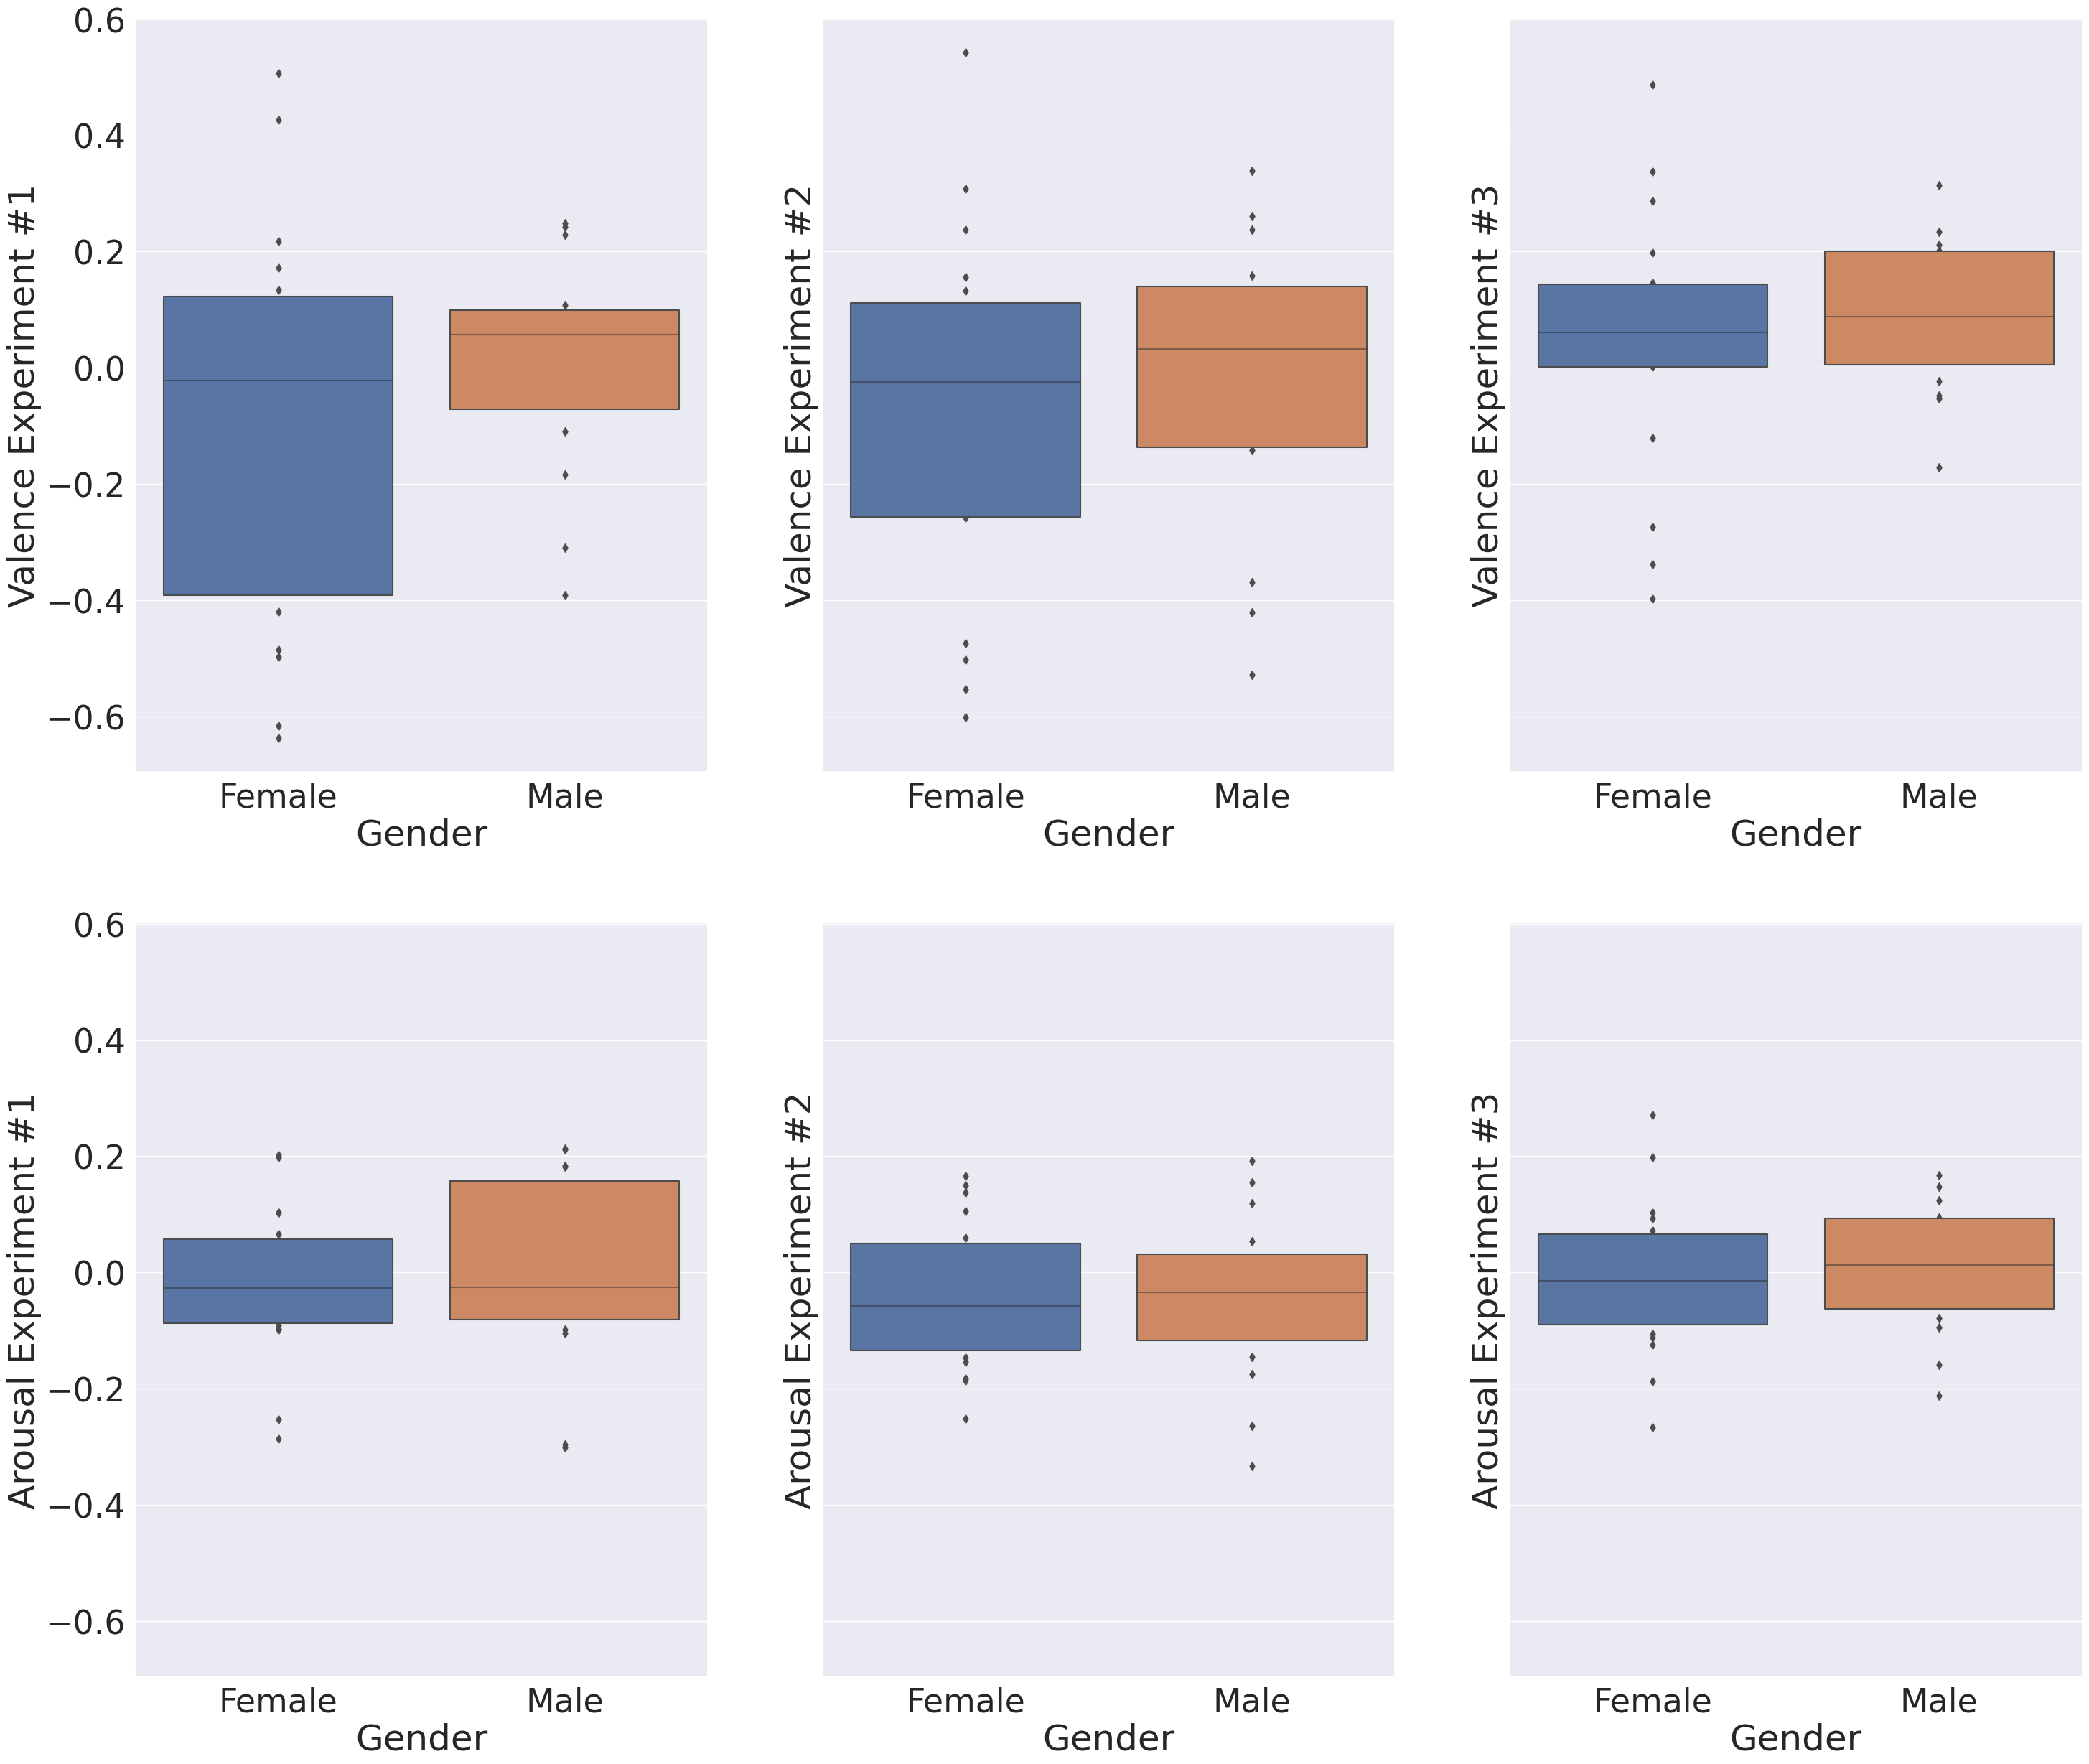 Valence Experiment #1
0.6
0.4
0.2
0.0
−0.2
−0.4
−0.6
Female Male
Gender
Valence Experiment #2
Female Male
Gender
Valence Experiment #3
Female Male
Gender
Arousal Experiment #1
0.6
0.4
0.2
0.0
−0.2
−0.4
−0.6
Female Male
Gender
Arousal Experiment #2
Female Male
Gender
Arousal Experiment #3
Female Male
Gender